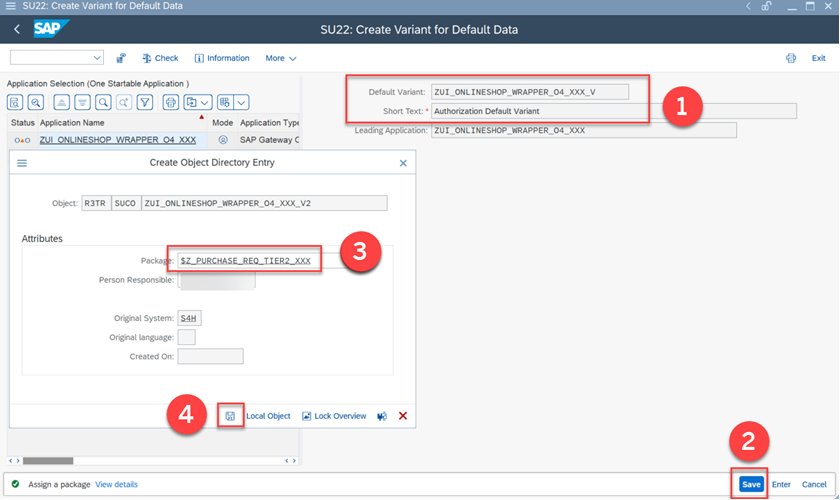 SU22: Create Variant for Default Data
SAP SU22: Create Variant for Default Data
Check Information More Exit
Application Selection (One Startable Application )
Status Application Name Mode Application Type
ZUI_ONLINESHOP_WRAPPER_O4_XXX SAP Gateway C
Default Variant: ZUI_ONLINESHOP_WRAPPER_O4_XXX_V
Short Text: * Authorization Default Variant
Leading Application: ZUI_ONLINESHOP_WRAPPER_O4_XXX
1
Create Object Directory Entry
Object: R3TR SUCO ZUI_ONLINESHOP_WRAPPER_O4_XXX_V2
Attributes
Package: $Z_PURCHASE_REQ_TIER2_XXX
3
Person Responsible:
Original System: S4H
Original language:
Created On:
4
Local Object Lock Overview
2
Assign a package View details
Save Enter Cancel